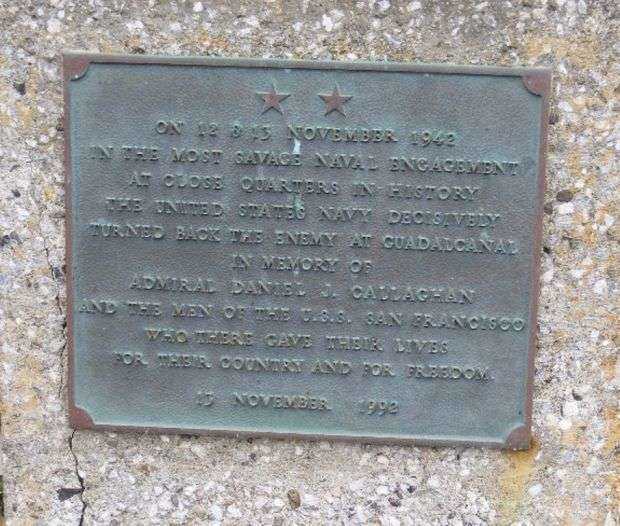 ON 12 & 13 NOVEMBER 1942
IN THE MOST SAVAGE NAVAL ENGAGEMENT
AT CLOSE QUARTERS IN HISTORY
THE UNITED STATES NAVY DECISIVELY
TURNED BACK THE ENEMY AT GUADALCANAL
IN MEMORY OF
ADMIRAL DANIEL J. CALLAGHAN
AND THE MEN OF THE U.S.S. SAN FRANCISCO
WHO THERE GAVE THEIR LIVES
FOR THEIR COUNTRY AND FOR FREEDOM.
13 NOVEMBER 1992